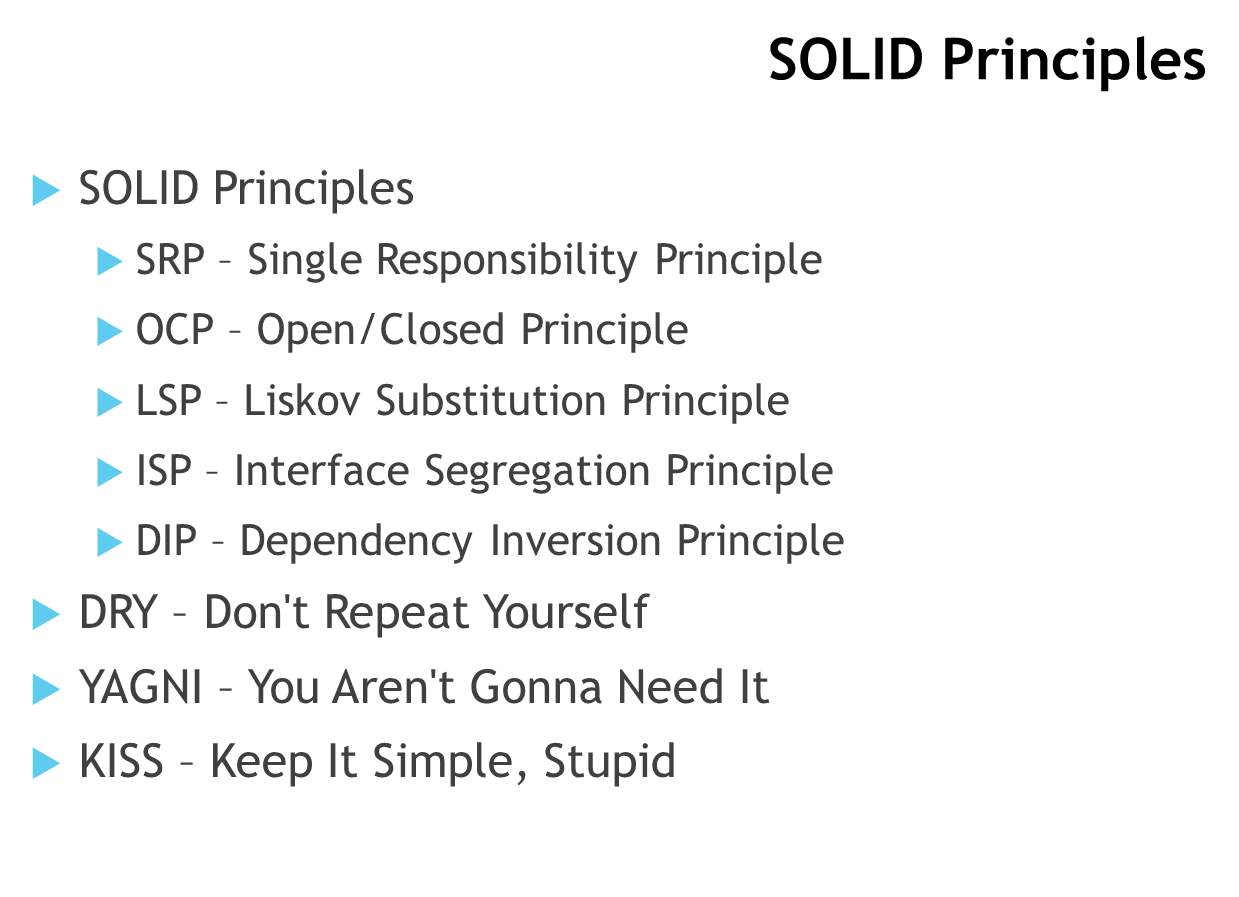 SOLID Principles
SOLID Principles
SRP – Single Responsibility Principle
OCP – Open/Closed Principle
LSP – Liskov Substitution Principle
ISP – Interface Segregation Principle
DIP – Dependency Inversion Principle
DRY – Don't Repeat Yourself
YAGNI – You Aren't Gonna Need It
KISS – Keep It Simple, Stupid